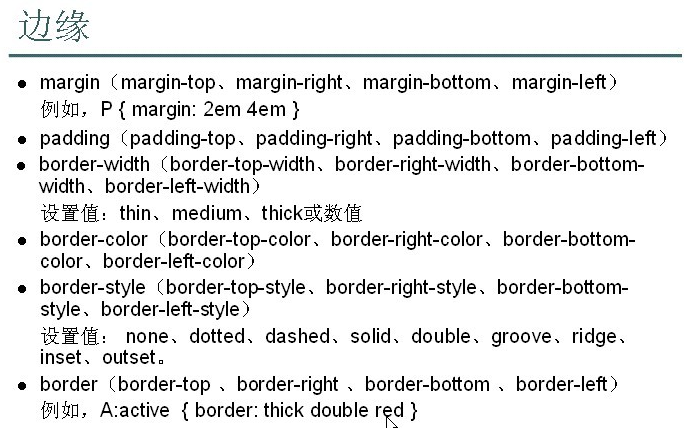 边缘
● margin（margin-top、margin-right、margin-bottom、margin-left）
例如，P { margin: 2em 4em }
● padding（padding-top、padding-right、padding-bottom、padding-left）
● border-width（border-top-width、border-right-width、border-bottom-
width、border-left-width）
设置值：thin、medium、thick或数值
● border-color（border-top-color、border-right-color、border-bottom-
color、border-left-color）
● border-style（border-top-style、border-right-style、border-bottom-
style、border-left-style）
设置值： none、dotted、dashed、solid、double、groove、ridge、
inset、outset。
● border（border-top 、border-right 、border-bottom 、border-left）
例如，A:active { border: thick double red }